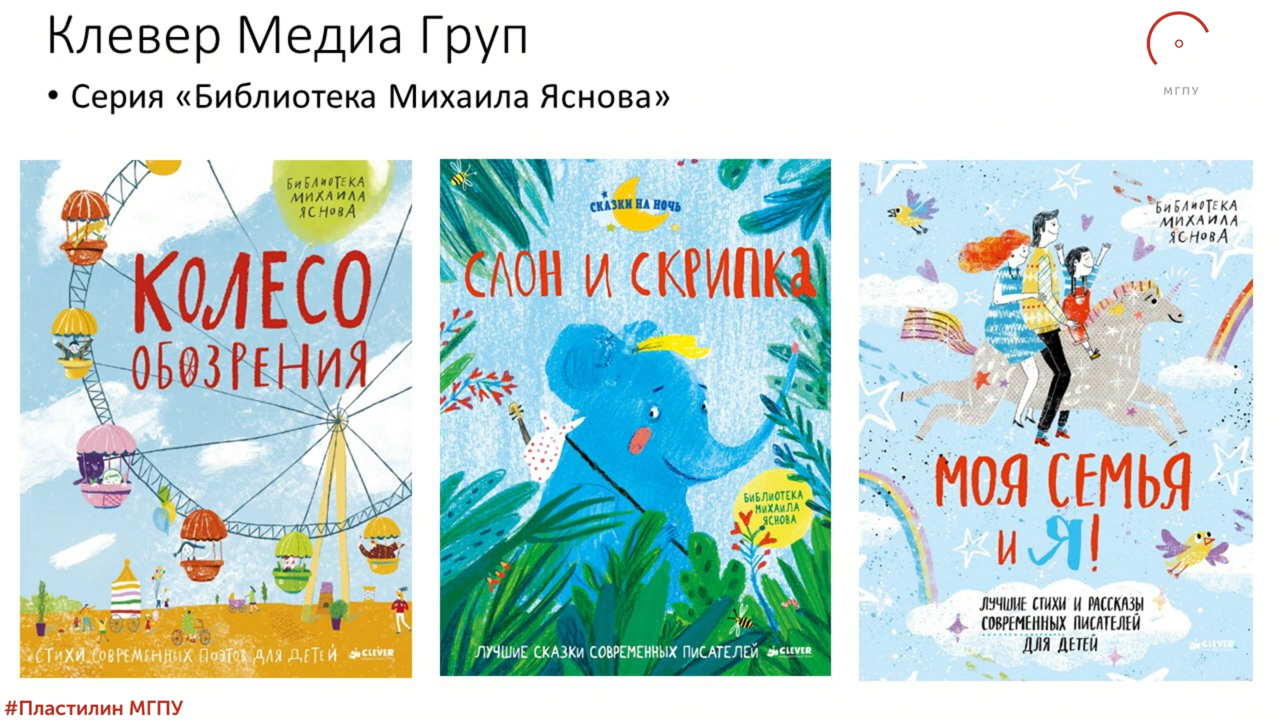 Клевер Медиа Груп
• Серия «Библиотека Михаила Яснова»
МГПУ
БИБЛИОТЕКА
МИХАИЛА
ЯСНОВА
КОЛЕСО
ОБОЗРЕНИЯ
СТИХИ СОВРЕМЕННЫХ ПОЭТОВ ДЛЯ ДЕТЕЙ
CLEVER
СКАЗКИ НА НОЧЬ
СЛОН И СКРИПКА
БИБЛИОТЕКА
МИХАИЛА
ЯСНОВА
ЛУЧШИЕ СКАЗКИ СОВРЕМЕННЫХ ПИСАТЕЛЕЙ
CLEVER
БИБЛИОТЕКА
МИХАИЛА
ЯСНОВА
МОЯ СЕМЬЯ
И Я!
ЛУЧШИЕ СТИХИ И РАССКАЗЫ
СОВРЕМЕННЫХ ПИСАТЕЛЕЙ
ДЛЯ ДЕТЕЙ
CLEVER
#Пластилин МГПУ